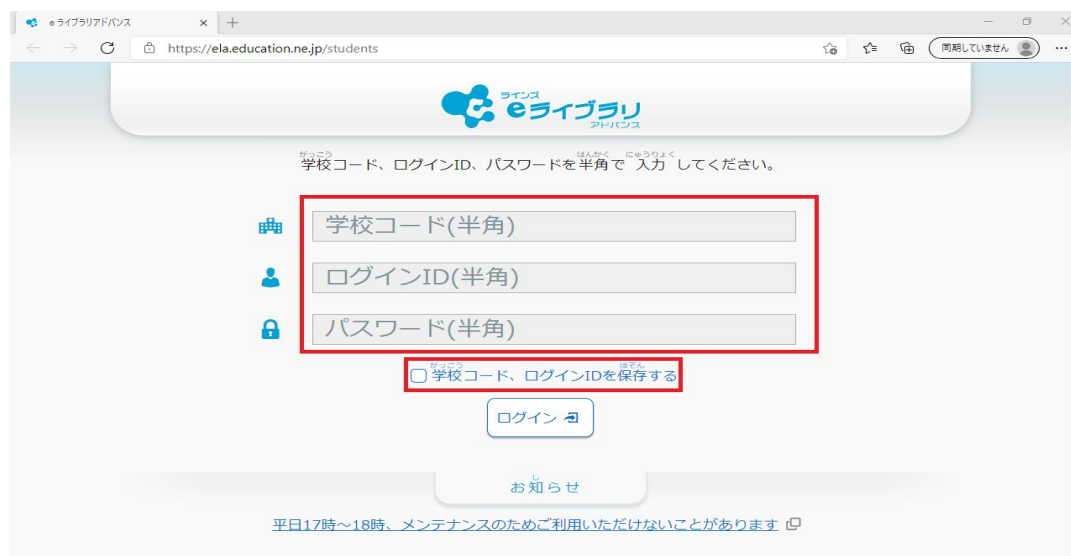 eライブラリアドバンス
https://ela.education.ne.jp/students
同期していません
ラインズ
eライブラリ
アドバンス
がっこう はんかく にゅうりょく
学校コード、ログインID、パスワードを半角で 入力 してください。
学校コード(半角)
ログインID(半角)
パスワード(半角)
がっこう ほぞん
学校コード、ログインIDを保存する
ログイン
し
お知らせ
平日17時~18時、メンテナンスのためご利用いただけないことがあります